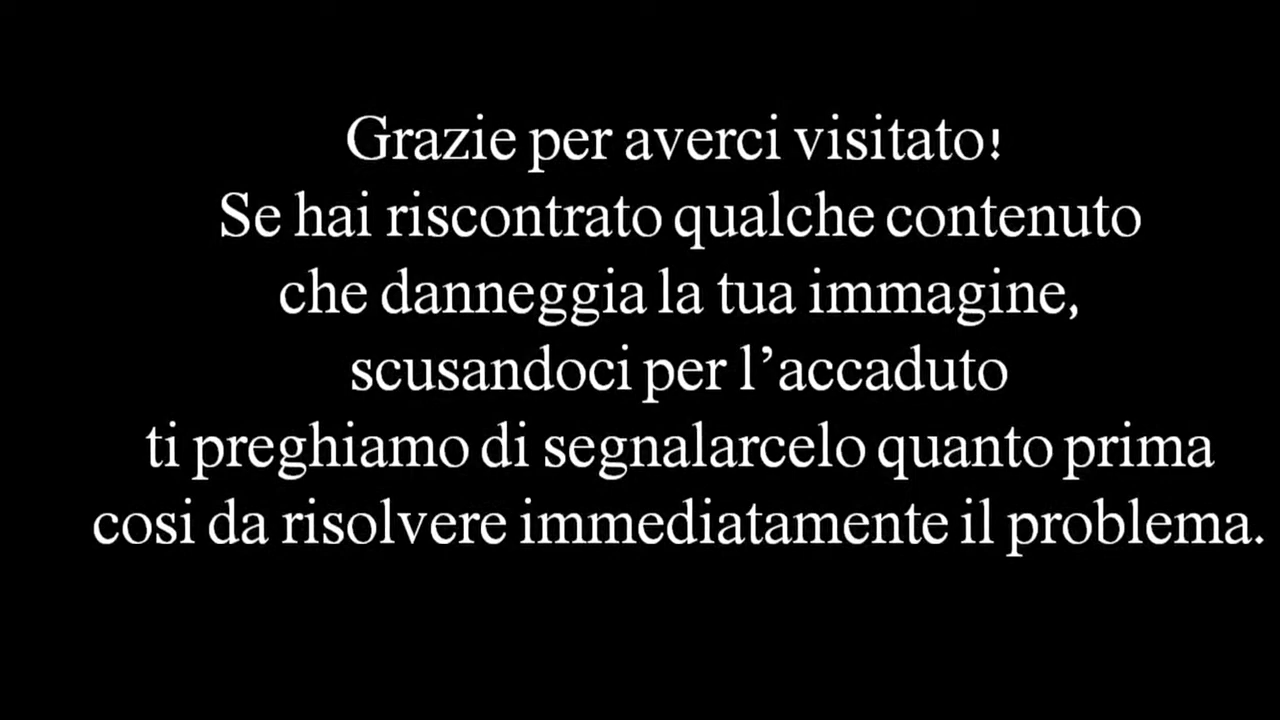 Grazie per averci visitato!
Se hai riscontrato qualche contenuto
che danneggia la tua immagine,
scusandoci per l’accaduto
ti preghiamo di segnalarcelo quanto prima
cosi da risolvere immediatamente il problema.